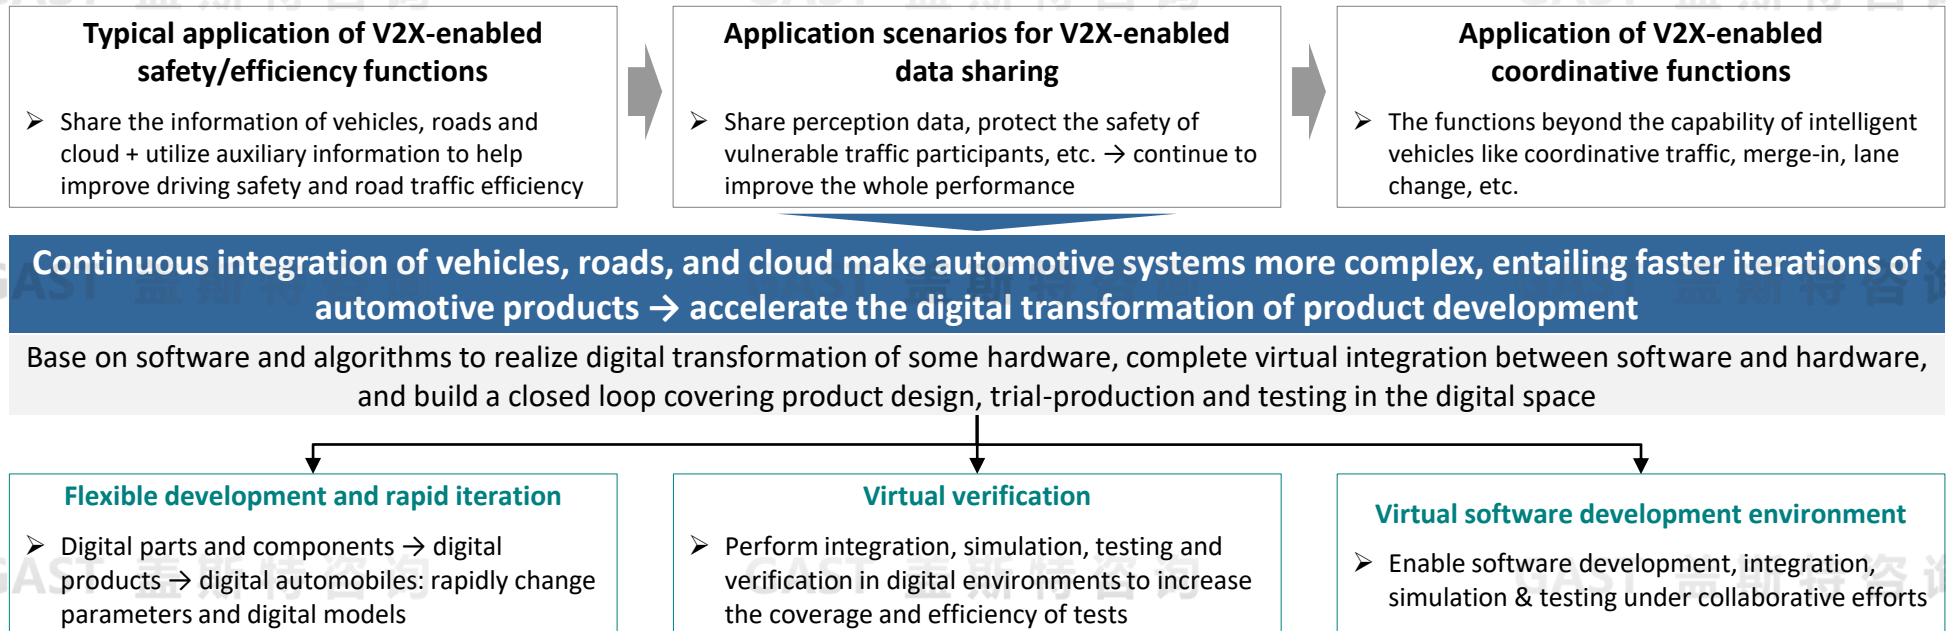 Typical application of V2X-enabled
safety/efficiency functions
➢ Share the information of vehicles, roads and
cloud + utilize auxiliary information to help
improve driving safety and road traffic efficiency
Application scenarios for V2X-enabled
data sharing
➢ Share perception data, protect the safety of
vulnerable traffic participants, etc. → continue to
improve the whole performance
Application of V2X-enabled
coordinative functions
➢ The functions beyond the capability of intelligent
vehicles like coordinative traffic, merge-in, lane
change, etc.
Continuous integration of vehicles, roads, and cloud make automotive systems more complex, entailing faster iterations of
automotive products → accelerate the digital transformation of product development
Base on software and algorithms to realize digital transformation of some hardware, complete virtual integration between software and hardware,
and build a closed loop covering product design, trial-production and testing in the digital space
Flexible development and rapid iteration
➢ Digital parts and components → digital
products → digital automobiles: rapidly change
parameters and digital models
Virtual verification
➢ Perform integration, simulation, testing and
verification in digital environments to increase
the coverage and efficiency of tests
Virtual software development environment
➢ Enable software development, integration,
simulation & testing under collaborative efforts
GAST 盖斯特咨询